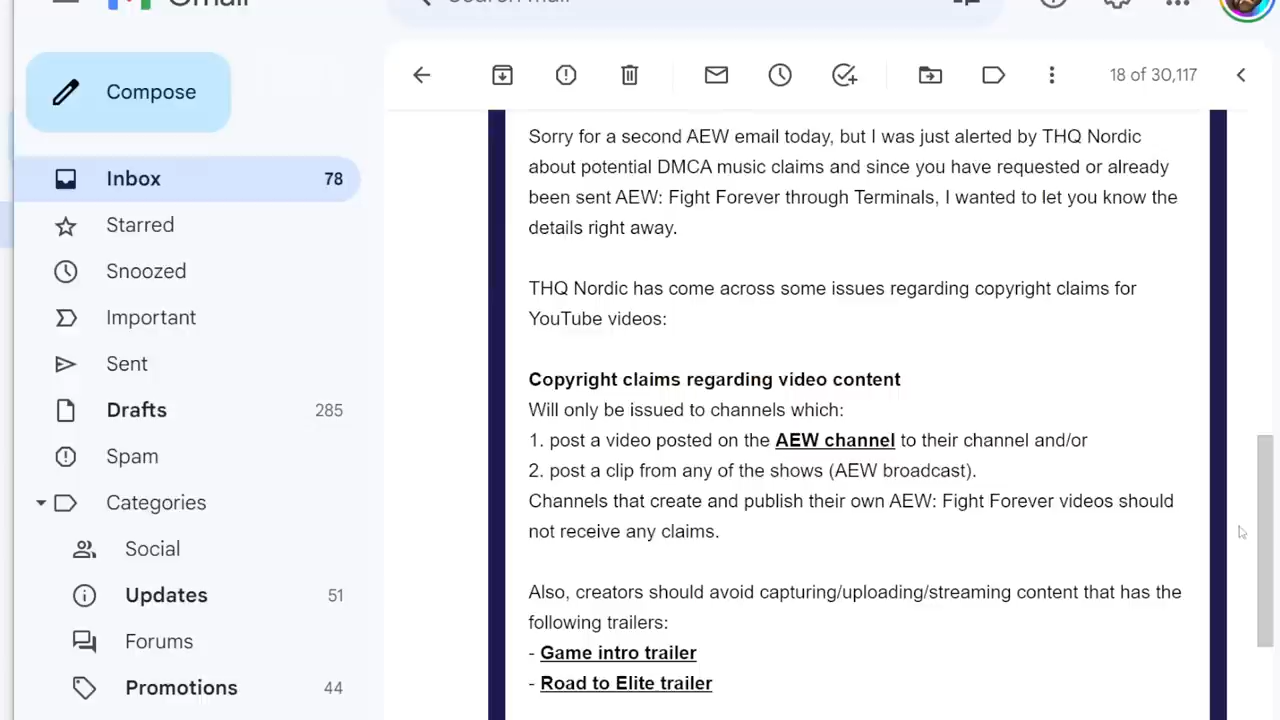 Compose
18 of 30,117
Inbox 78
Starred
Snoozed
Important
Sent
Drafts 285
Spam
Categories
Social
Updates 51
Forums
Promotions 44
Sorry for a second AEW email today, but I was just alerted by THQ Nordic
about potential DMCA music claims and since you have requested or already
been sent AEW: Fight Forever through Terminals, I wanted to let you know the
details right away.
THQ Nordic has come across some issues regarding copyright claims for
YouTube videos:
Copyright claims regarding video content
Will only be issued to channels which:
1. post a video posted on the AEW channel to their channel and/or
2. post a clip from any of the shows (AEW broadcast).
Channels that create and publish their own AEW: Fight Forever videos should
not receive any claims.
Also, creators should avoid capturing/uploading/streaming content that has the
following trailers:
- Game intro trailer
- Road to Elite trailer